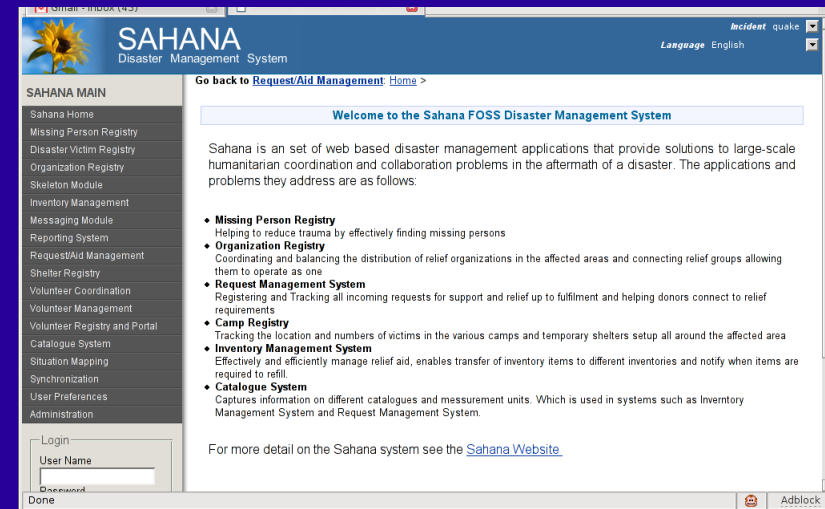 Gmail - Inbox (43)
SAHANA
Disaster Management System
Incident quake
Language English
Go back to Request/Aid Management: Home >
SAHANA MAIN
Sahana Home
Missing Person Registry
Disaster Victim Registry
Organization Registry
Skeleton Module
Inventory Management
Messaging Module
Reporting System
Request/Aid Management
Shelter Registry
Volunteer Coordination
Volunteer Management
Volunteer Registry and Portal
Catalogue System
Situation Mapping
Synchronization
User Preferences
Administration
Login
User Name
Password
Welcome to the Sahana FOSS Disaster Management System
Sahana is an set of web based disaster management applications that provide solutions to large-scale
humanitarian coordination and collaboration problems in the aftermath of a disaster. The applications and
problems they address are as follows:
Missing Person Registry
Helping to reduce trauma by effectively finding missing persons
Organization Registry
Coordinating and balancing the distribution of relief organizations in the affected areas and connecting relief groups allowing
them to operate as one
Request Management System
Registering and Tracking all incoming requests for support and relief up to fulfilment and helping donors connect to relief
requirements
Camp Registry
Tracking the location and numbers of victims in the various camps and temporary shelters setup all around the affected area
Inventory Management System
Effectively and efficiently manage relief aid, enables transfer of inventory items to different inventories and notify when items are
required to refill.
Catalogue System
Captures information on different catalogues and messurement units. Which is used in systems such as Inverntory
Management System and Request Management System.
For more detail on the Sahana system see the Sahana Website
Done
Adblock